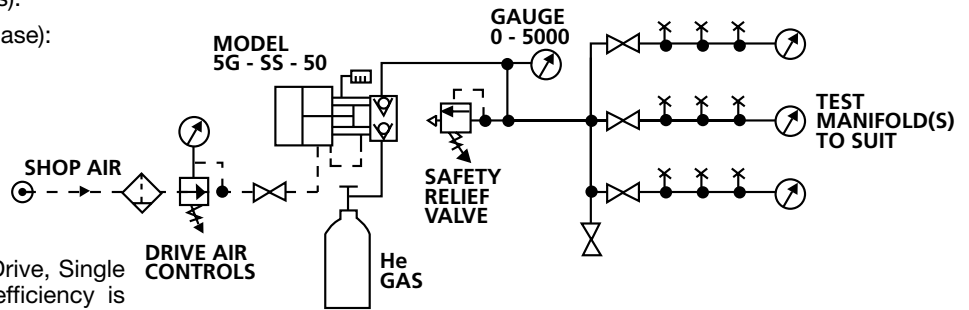 s):
ase):
MODEL
5G - SS - 50
GAUGE
0 - 5000
TEST
MANIFOLD(S)
TO SUIT
SHOP AIR
SAFETY
RELIEF
VALVE
DRIVE AIR
CONTROLS
He
GAS
Drive, Single
efficiency is